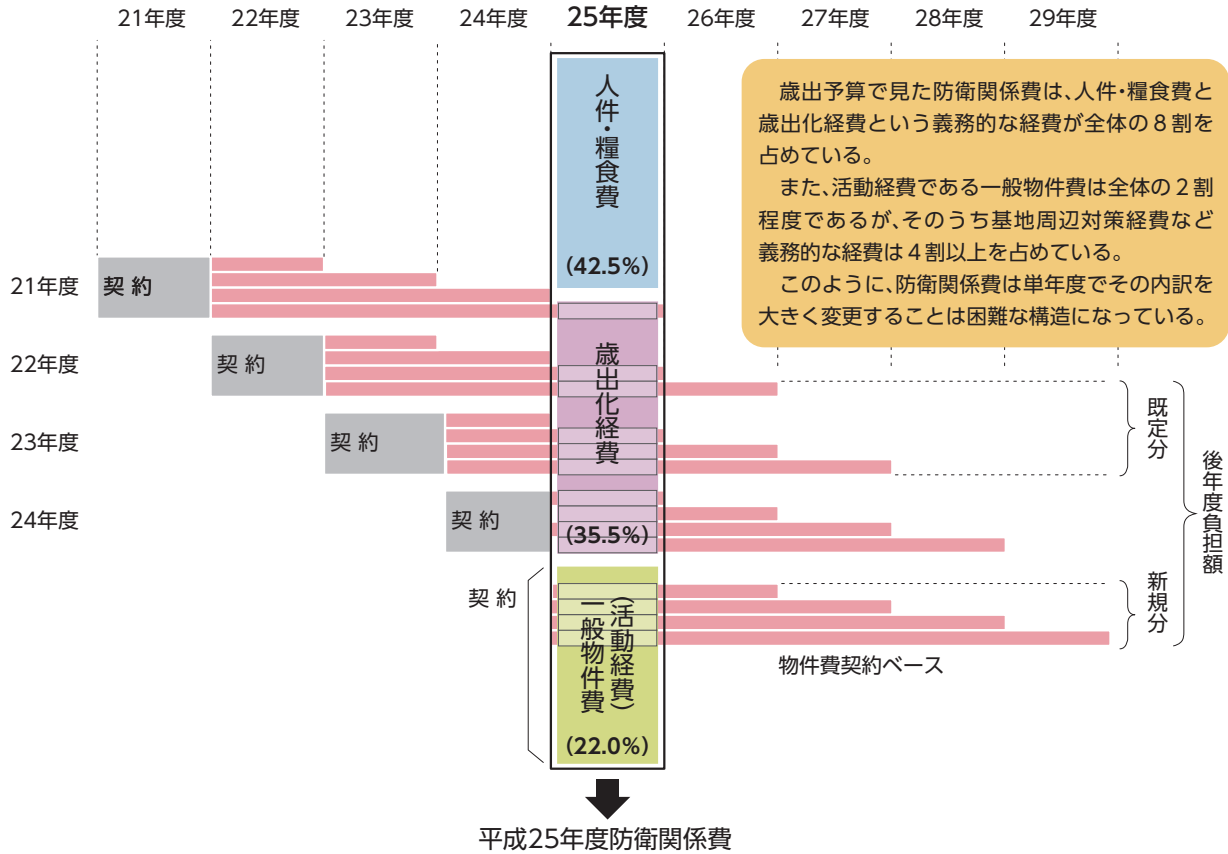 21年度
22年度
23年度
24年度
25年度
26年度
27年度
28年度
29年度
人件・糧食費
(42.5%)
歳出予算で見た防衛関係費は、人件・糧食費と
歳出化経費という義務的な経費が全体の8割を
占めている。
また、活動経費である一般物件費は全体の2割
程度であるが、そのうち基地周辺対策経費など
義務的な経費は4割以上を占めている。
このように、防衛関係費は単年度でその内訳を
大きく変更することは困難な構造になっている。
21年度
契約
22年度
契約
23年度
契約
24年度
契約
歳出化経費
(35.5%)
既定分
後年度負担額
新規分
契約
一般物件費
(活動経費)
(22.0%)
物件費契約ベース
平成25年度防衛関係費